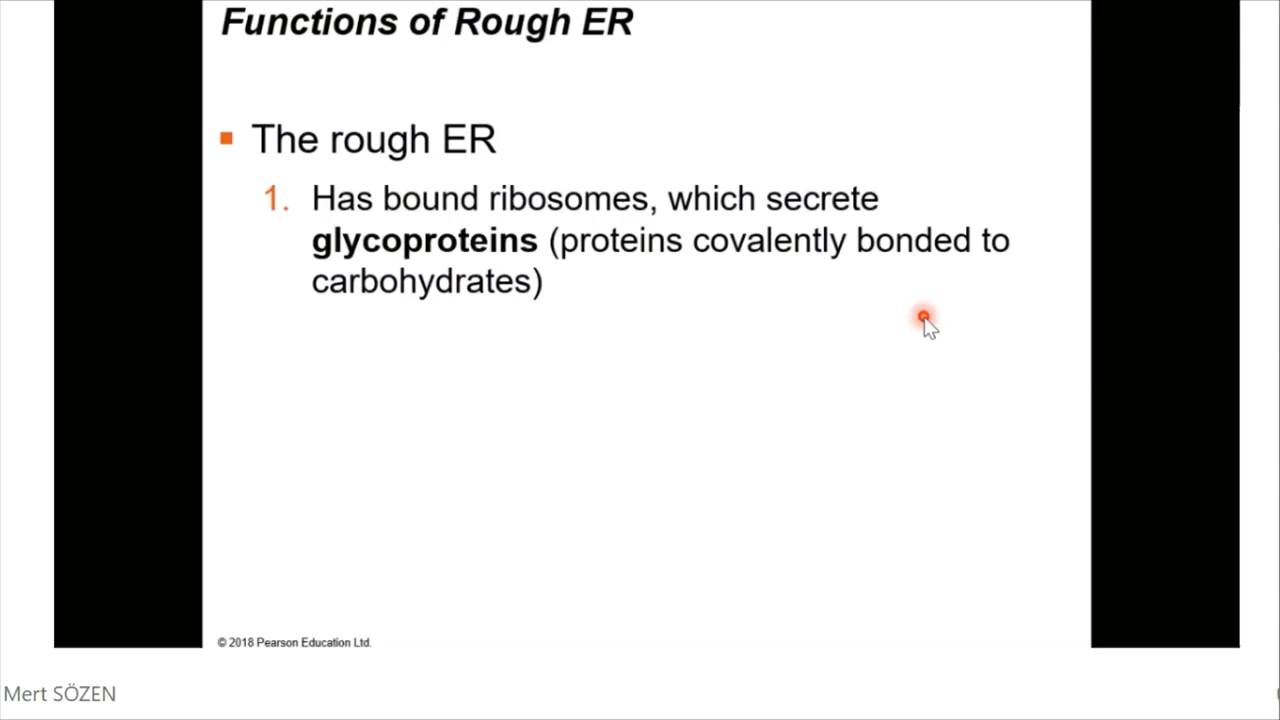 Functions of Rough ER
The rough ER
1. Has bound ribosomes, which secrete
glycoproteins (proteins covalently bonded to
carbohydrates)
© 2018 Pearson Education Ltd.
Mert SÖZEN